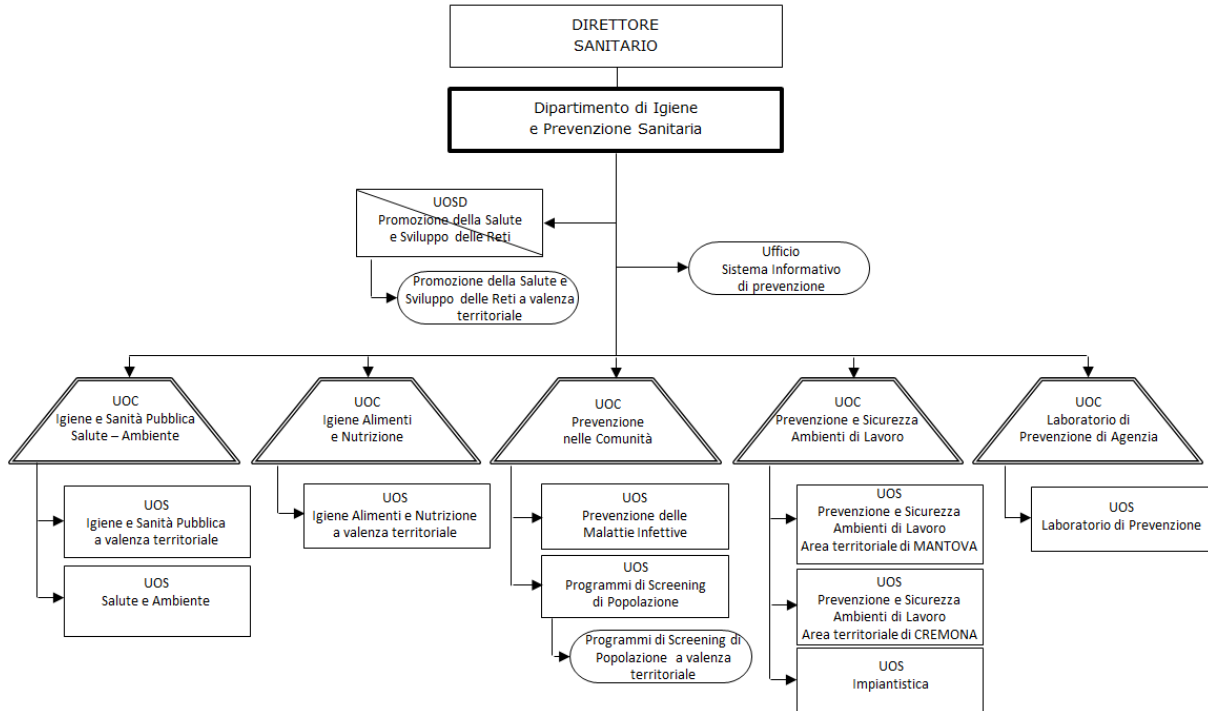 DIRETTORE
SANITARIO
Dipartimento di Igiene
e Prevenzione Sanitaria
UOSD
Promozione della Salute
e Sviluppo delle Reti
Promozione della Salute e
Sviluppo delle Reti a valenza
territoriale
Ufficio
Sistema Informativo
di prevenzione
UOC
Igiene e Sanità Pubblica
Salute – Ambiente
UOS
Igiene e Sanità Pubblica
a valenza territoriale
UOS
Salute e Ambiente
UOC
Igiene Alimenti
e Nutrizione
UOS
Igiene Alimenti e Nutrizione
a valenza territoriale
UOC
Prevenzione
nelle Comunità
UOS
Prevenzione delle
Malattie Infettive
UOS
Programmi di Screening
di Popolazione
Programmi di Screening di
Popolazione a valenza
territoriale
UOC
Prevenzione e Sicurezza
Ambienti di Lavoro
UOS
Prevenzione e Sicurezza
Ambienti di Lavoro
Area territoriale di MANTOVA
UOS
Prevenzione e Sicurezza
Ambienti di Lavoro
Area territoriale di CREMONA
UOS
Impiantistica
UOC
Laboratorio di
Prevenzione di Agenzia
UOS
Laboratorio di Prevenzione